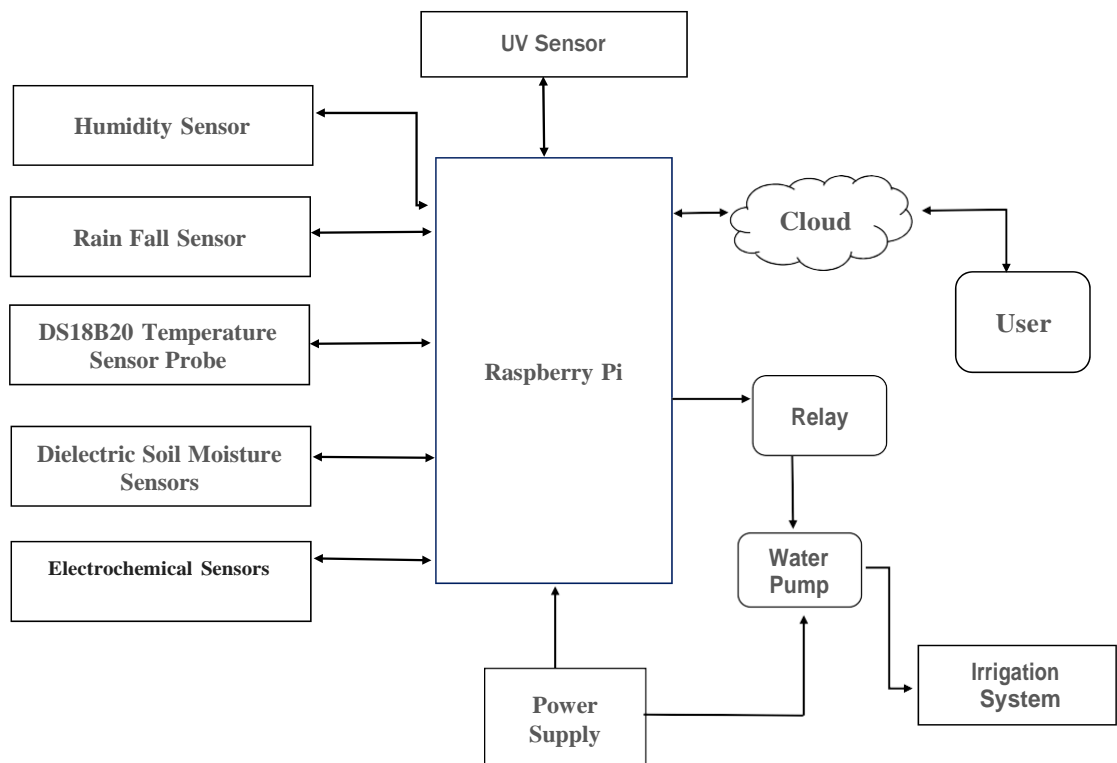 UV Sensor
Humidity Sensor
Rain Fall Sensor
DS18B20 Temperature
Sensor Probe
Dielectric Soil Moisture
Sensors
Electrochemical Sensors
Raspberry Pi
Cloud
User
Relay
Water
Pump
Power
Supply
Irrigation
System